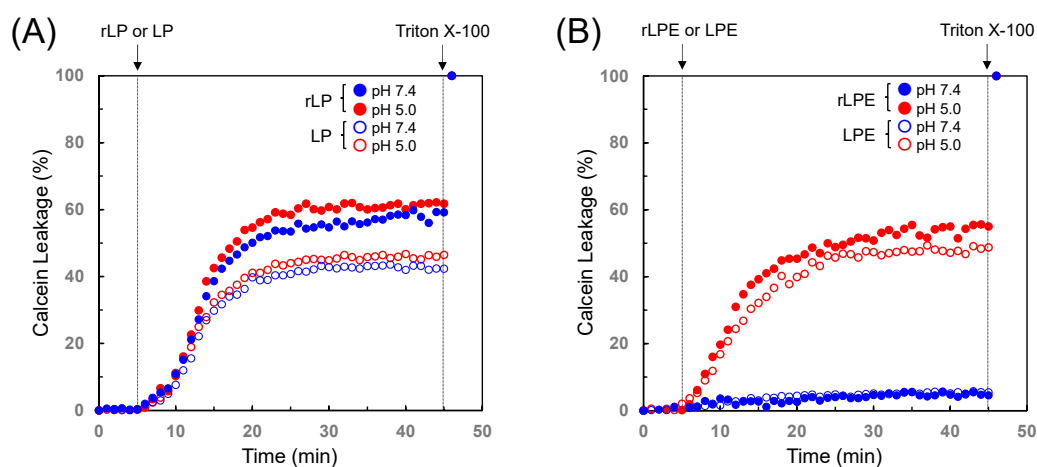 (A)
rLP or LP
Triton X-100
100
80
60
40
20
0
Calcein Leakage (%)
rLP
pH 7.4
pH 5.0
LP
pH 7.4
pH 5.0
0 10 20 30 40 50
Time (min)
(B)
rLPE or LPE
Triton X-100
100
80
60
40
20
0
Calcein Leakage (%)
rLPE
pH 7.4
pH 5.0
LPE
pH 7.4
pH 5.0
0 10 20 30 40 50
Time (min)